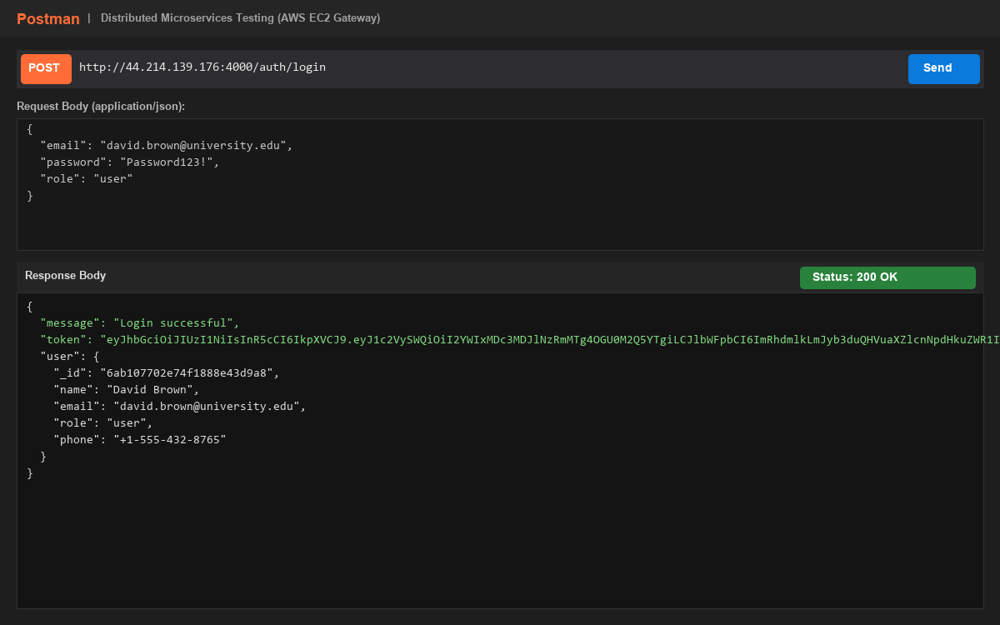 Postman | Distributed Microservices Testing (AWS EC2 Gateway)
POST http://44.214.139.176:4000/auth/login Send
Request Body (application/json):
{
"email": "david.brown@university.edu",
"password": "Password123!",
"role": "user"
}
Response Body Status: 200 OK
{
"message": "Login successful",
"token": "eyJhbGciOiJIUzI1NiIsInR5cCI6IkpXVCJ9.eyJ1c2VySWQiOiI2YWIxMDc3MDJlNzRmMTg4OGU0M2Q5YTgiLCJlbWFpbCI6ImRhdmlkLmJyb3duQHVuaXZlcnNpdHkuZWR1I
"user": {
"_id": "6ab107702e74f1888e43d9a8",
"name": "David Brown",
"email": "david.brown@university.edu",
"role": "user",
"phone": "+1-555-432-8765"
}
}